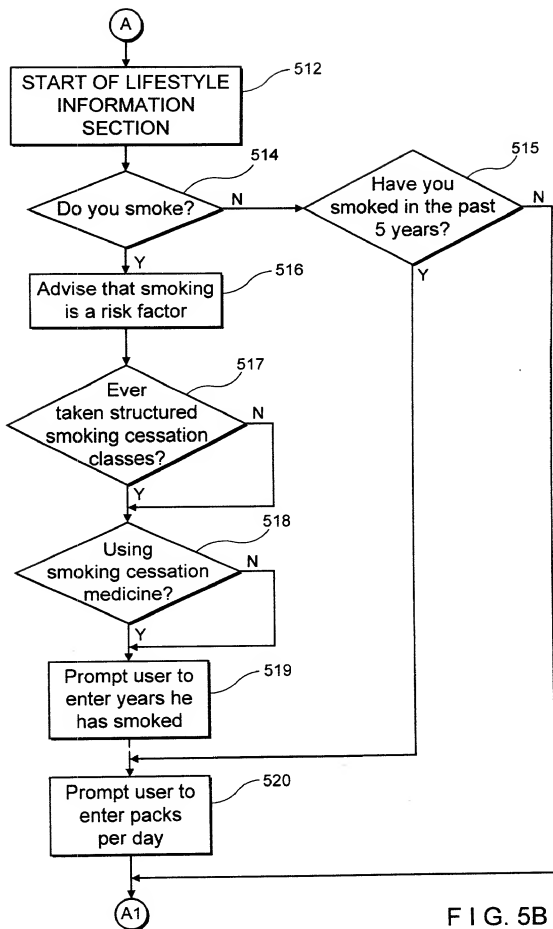 A
512
START OF LIFESTYLE
INFORMATION
SECTION
514
Do you smoke?
N
Y
515
Have you
smoked in the past
5 years?
N
Y
516
Advise that smoking
is a risk factor
517
Ever
taken structured
smoking cessation
classes?
N
Y
518
Using
smoking cessation
medicine?
N
Y
519
Prompt user to
enter years he
has smoked
520
Prompt user to
enter packs
per day
A1
FIG. 5B